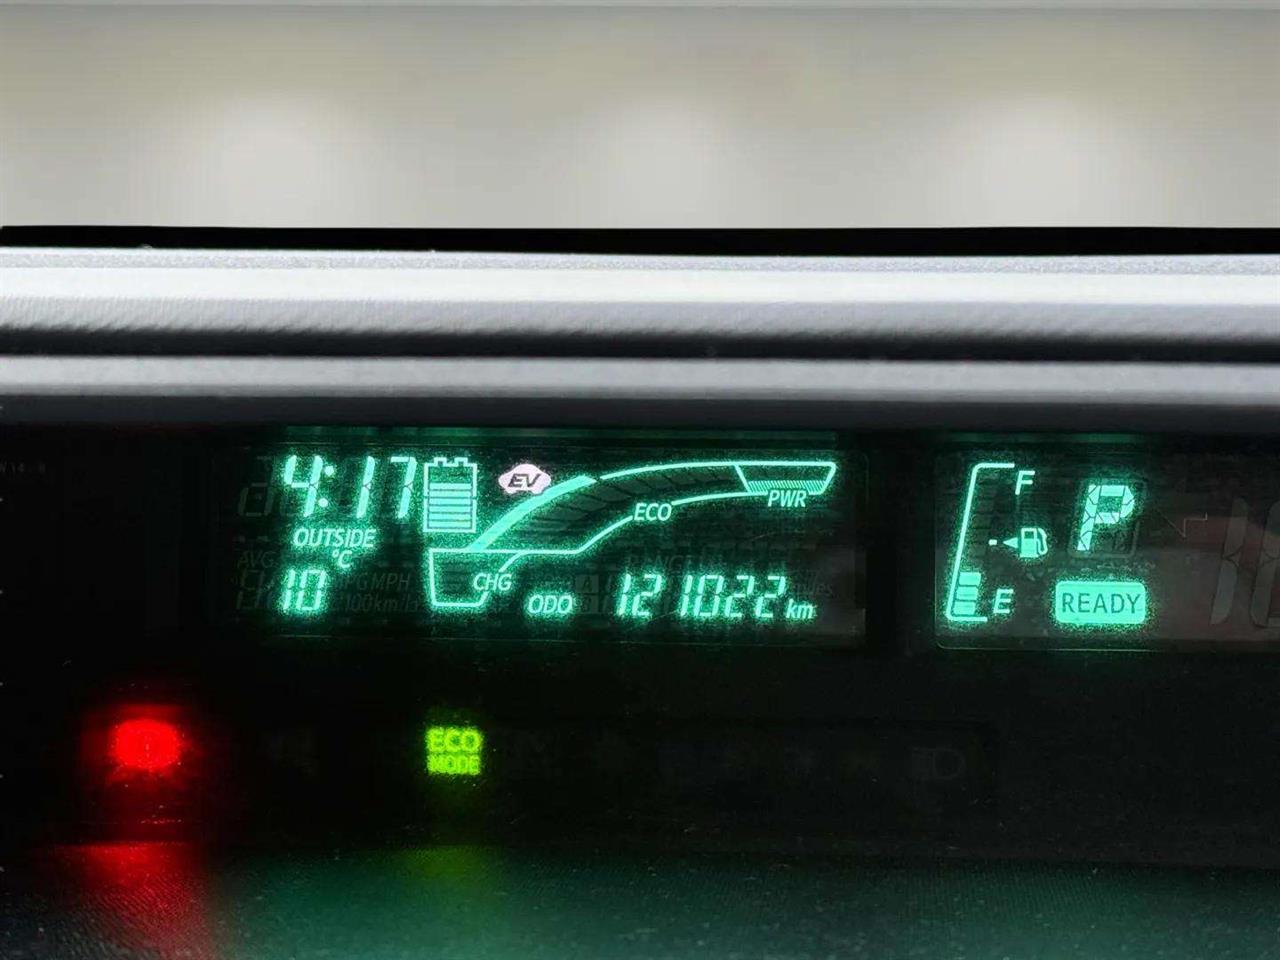 4:17
EV
OUTSIDE
°C
10
CHG
ECO
PWR
ODO 121022 km
F
E
P
READY
ECO
MODE